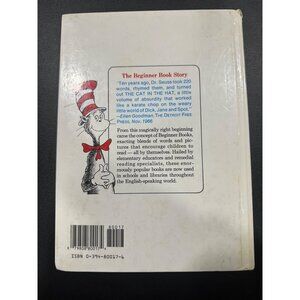 The Beginner Book Story
"Ten years ago, Dr. Seuss took 220
words, rhymed them, and turned
out THE CAT IN THE HAT, a little
volume of absurdity that worked
like a karate chop on the weary
little world of Dick, Jane and Spot."
—Ellen Goodman, THE DETROIT FREE
PRESS, Nov. 1966
From this magically right beginning
came the concept of Beginner Books,
exacting blends of words and pic-
tures that encourage children to
read — all by themselves. Hailed by
elementary educators and remedial
reading specialists, these enor-
mously popular books are now used
in schools and libraries throughout
the English-speaking world.
80017
ISBN 0-394-80017-6